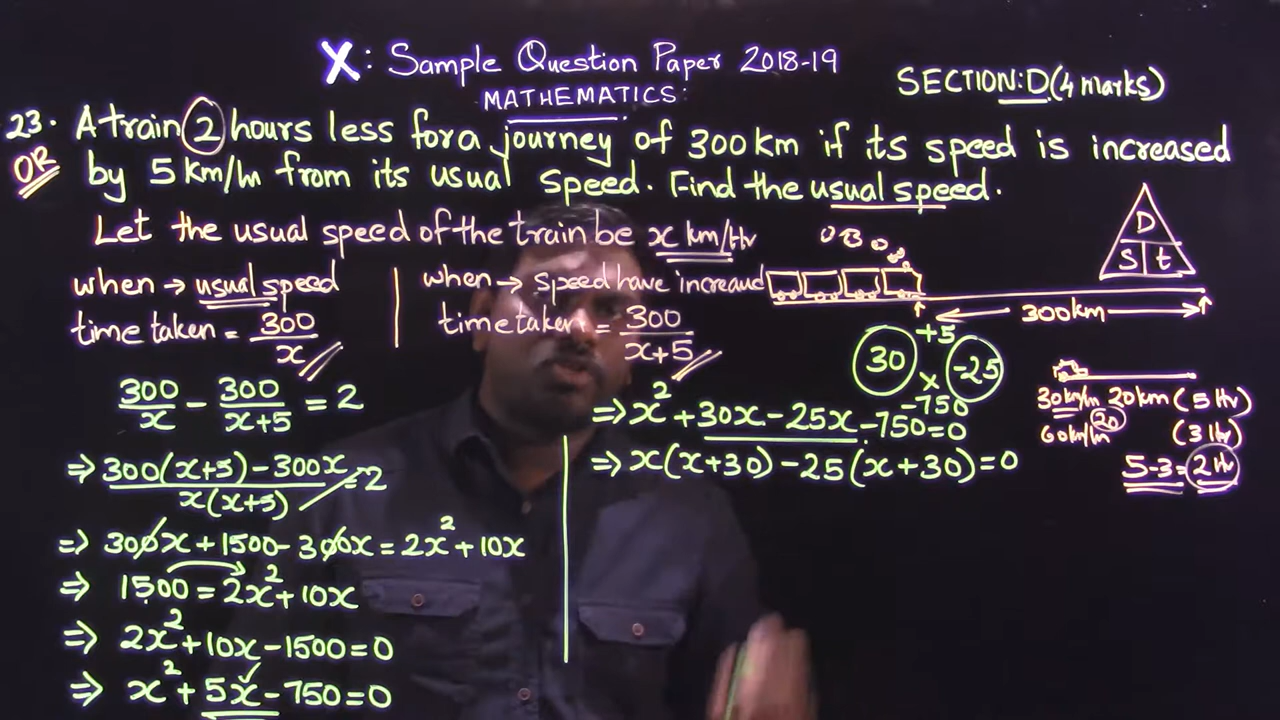 X: Sample Question Paper 2018-19
MATHEMATICS:
SECTION:D(4 marks)
23. A train 2 hours less for a journey of 300 km if its speed is increased
OR by 5 km/h from its usual speed. Find the usual speed.
Let the usual speed of the train be x km/Hr
when → usual speed
time taken = 300/x
when → speed have increaud
time taken = 300/x+5
D
S t
300km
300/x - 300/x+5 = 2
⇒ 300(x+5) - 300x / x(x+5) = 2
⇒ 300x + 1500 - 300x = 2x² + 10x
⇒ 1500 = 2x² + 10x
⇒ 2x² + 10x - 1500 = 0
⇒ x² + 5x - 750 = 0
+5
30 × -25
-750
⇒ x² + 30x - 25x - 750 = 0
⇒ x(x+30) - 25(x+30) = 0
30km/h 20km (5 Hr)
60km/h 20 (3 Hr)
5-3 = 2 Hr